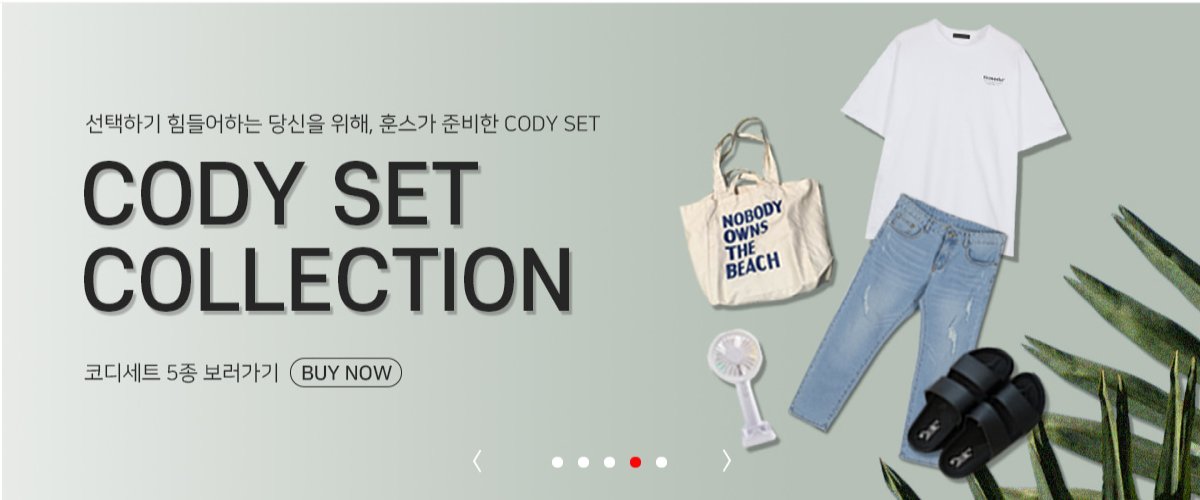 선택하기 힘들어하는 당신을 위해, 훈스가 준비한 CODY SET
CODY SET
COLLECTION
코디세트 5종 보러가기 BUY NOW
NOBODY
OWNS
THE
BEACH